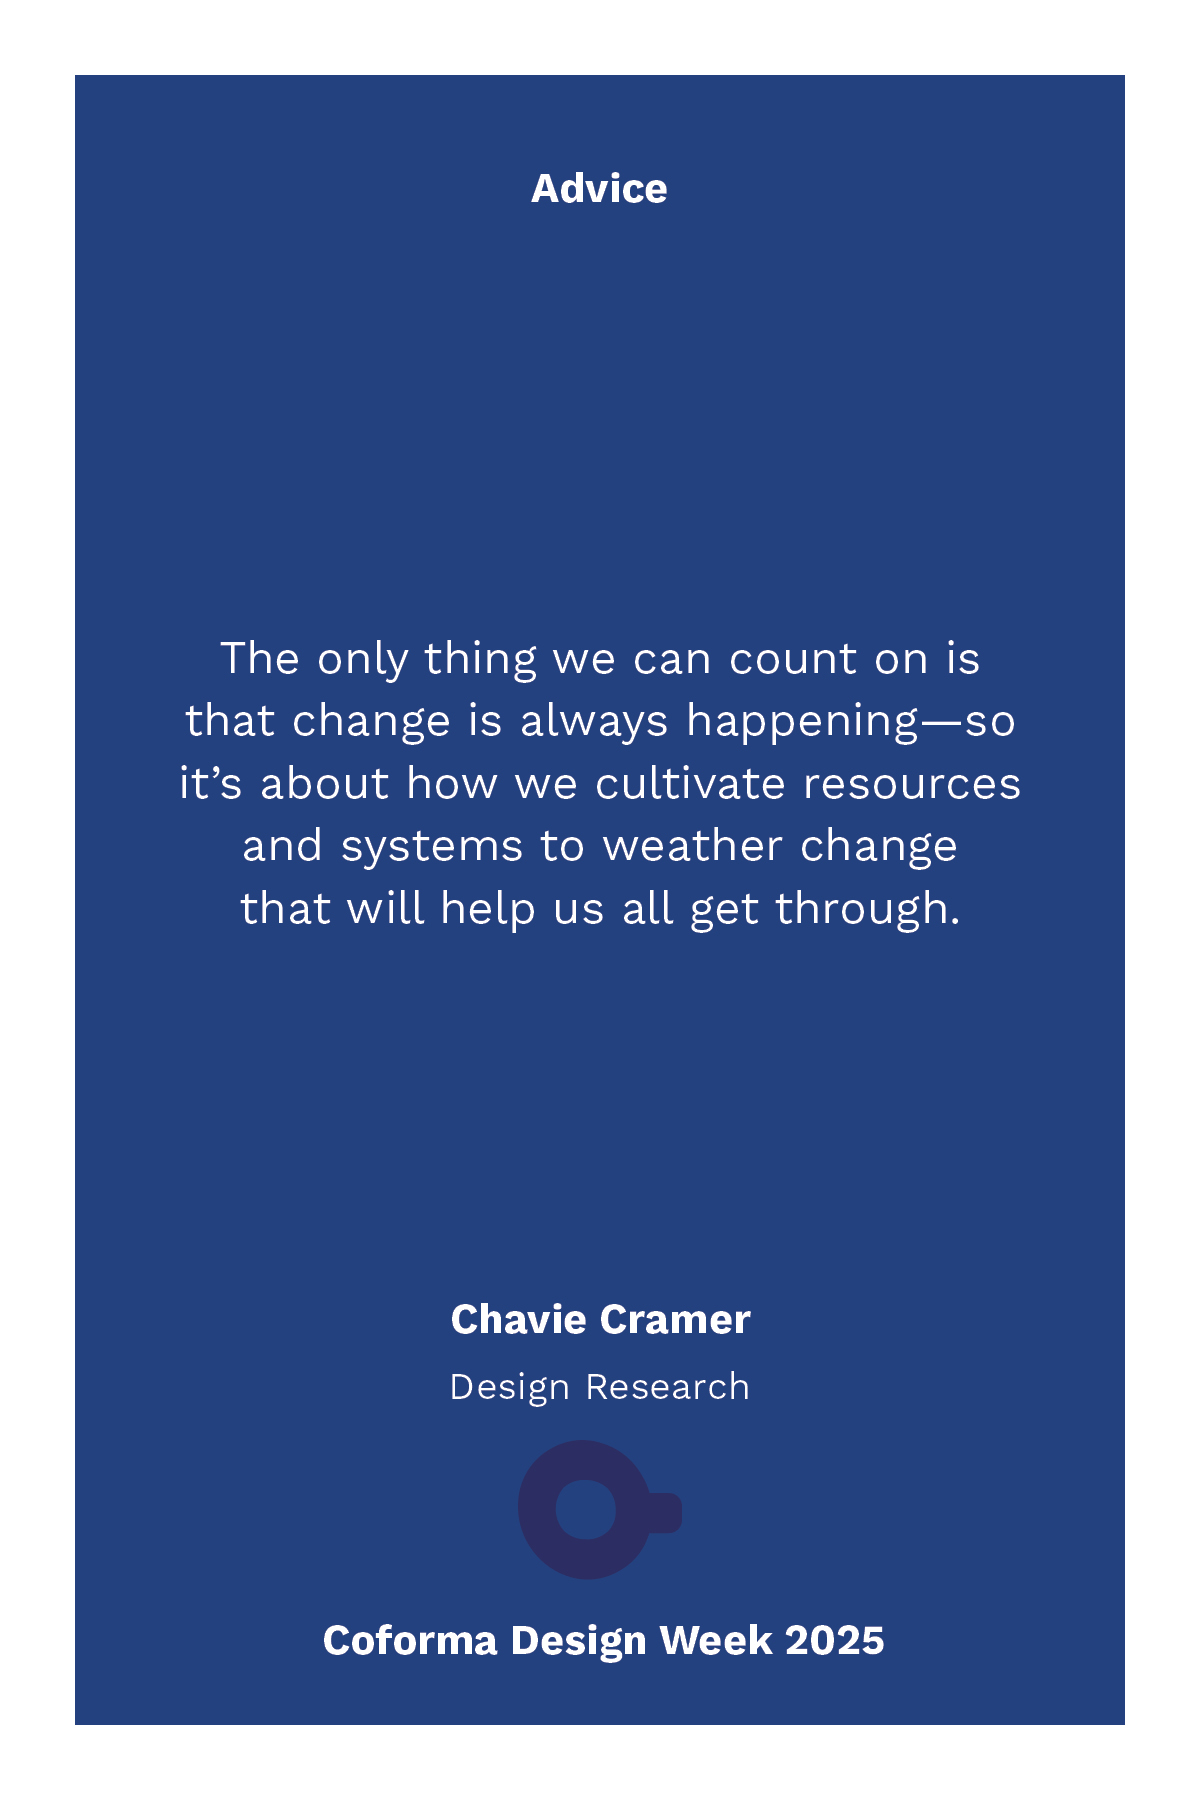 Advice
The only thing we can count on is
that change is always happening—so
it’s about how we cultivate resources
and systems to weather change
that will help us all get through.
Chavie Cramer
Design Research
Coforma Design Week 2025